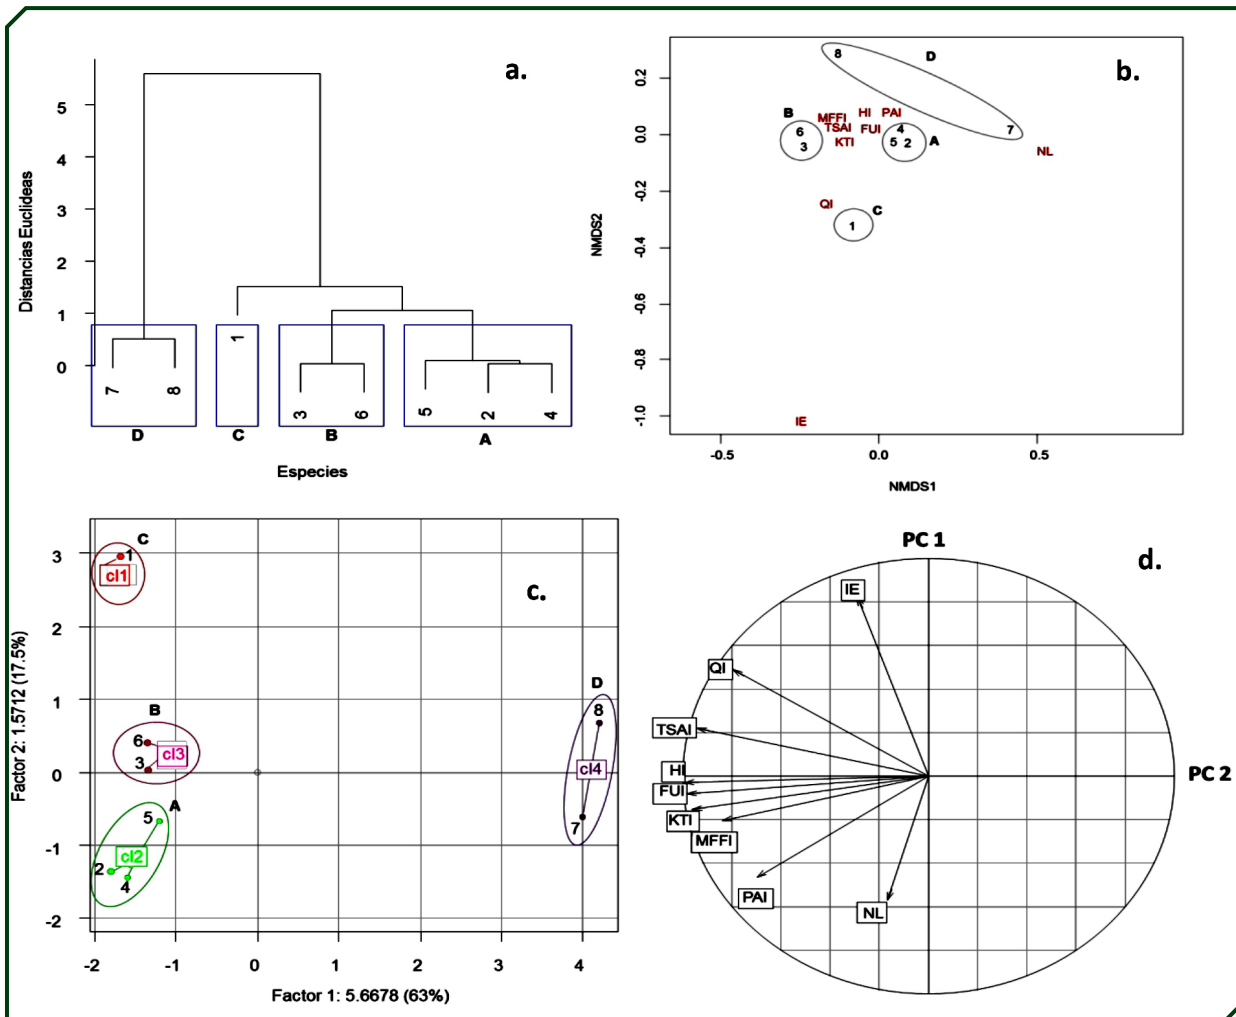 a.
5
4
3
2
1
0
Distancias Euclideas
1
7
8
3
6
5
2
4
D
C
B
A
Especies
b.
0.2
0.0
-0.2
-0.4
-0.6
-0.8
-1.0
NMDS2
8
D
B
HI
PAI
MFFI
6
TSAI
FUI
4
7
3
KTI
5
2
A
NL
QI
C
1
IE
-0.5
0.0
0.5
NMDS1
c.
3
2
1
0
-1
-2
Factor 2: 1.5712 (17.5%)
C
1
cl1
B
6
cl3
3
A
5
cl2
2
4
D
8
cl4
7
-2
-1
0
1
2
3
4
Factor 1: 5.6678 (63%)
PC 1
d.
IE
QI
TSAI
HI
PC 2
FUI
KTI
MFFI
PAI
NL